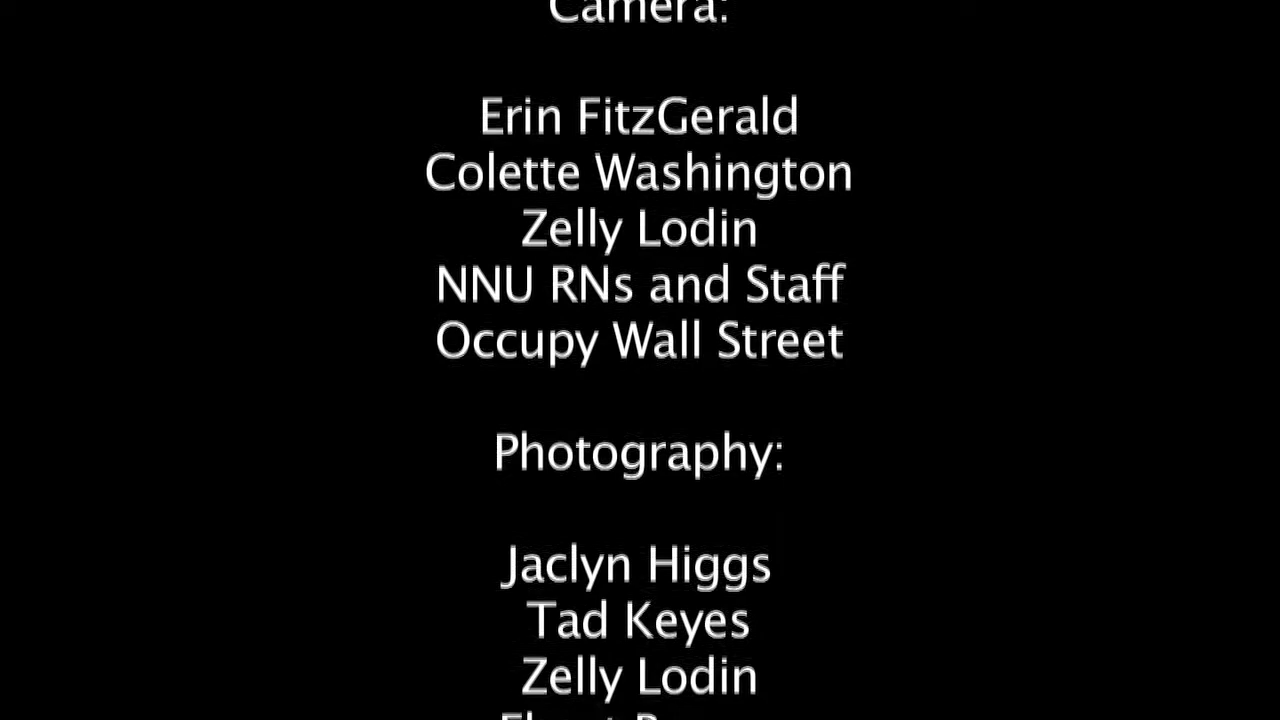 Camera:
Erin FitzGerald
Colette Washington
Zelly Lodin
NNU RNs and Staff
Occupy Wall Street
Photography:
Jaclyn Higgs
Tad Keyes
Zelly Lodin